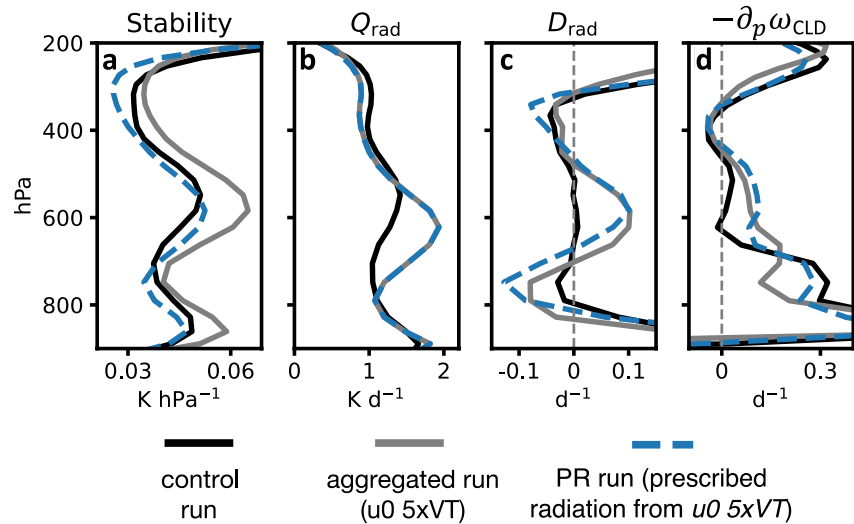 Stability
Q_rad
D_rad
−∂_pω_CLD
a
b
c
d
200
400
600
800
hPa
0.03 0.06
0 1 2
-0.1 0 0.1
0 0.3
K hPa⁻¹
K d⁻¹
d⁻¹
d⁻¹
control
run
aggregated run
(u0 5xVT)
PR run (prescribed
radiation from u0 5xVT)